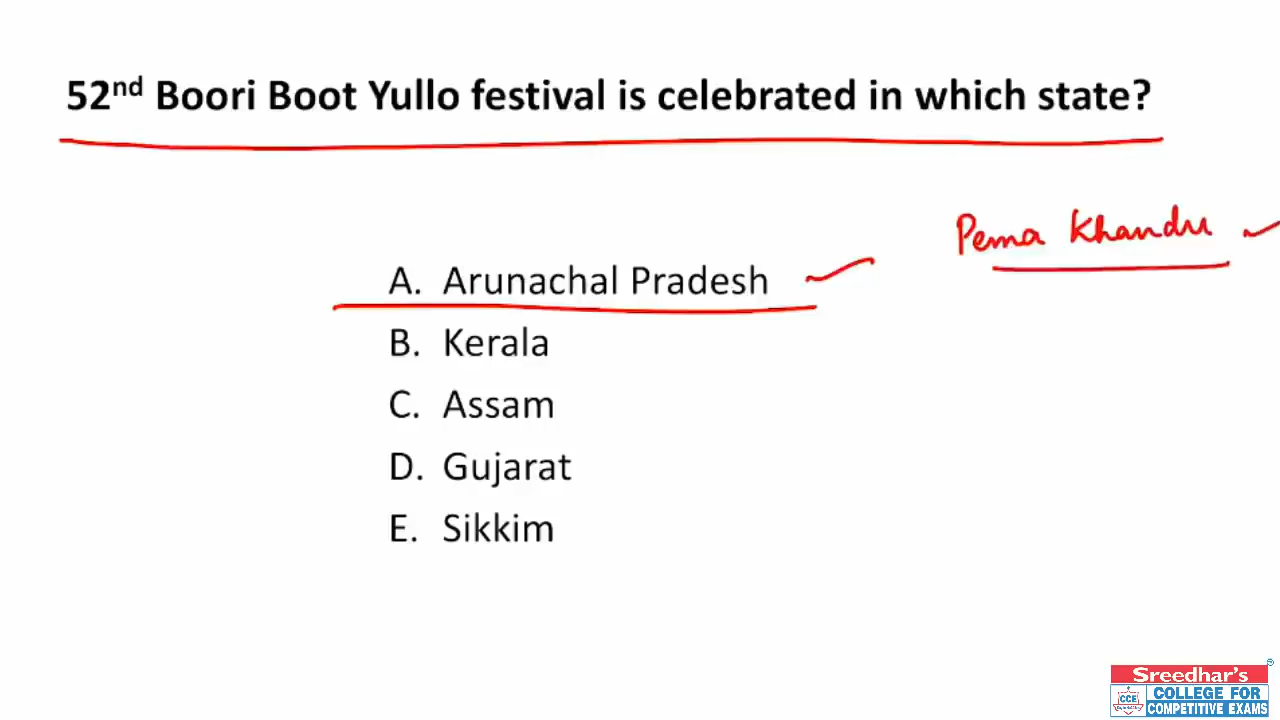 52nd Boori Boot Yullo festival is celebrated in which state?
Pema Khandu
A. Arunachal Pradesh
B. Kerala
C. Assam
D. Gujarat
E. Sikkim
Sreedhar's
CCE
COLLEGE FOR
COMPETITIVE EXAMS